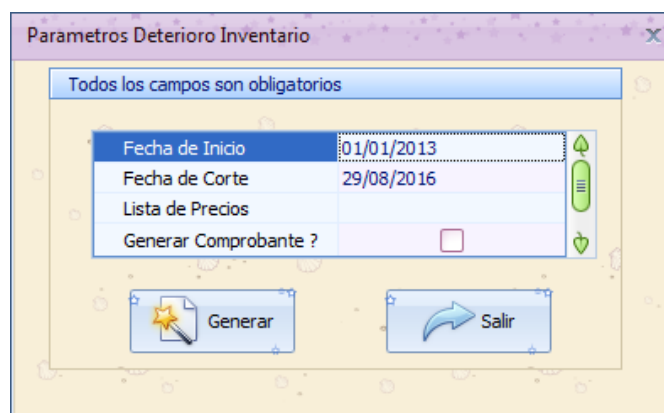 Parametros Deterioro Inventario
Todos los campos son obligatorios
Fecha de Inicio 01/01/2013
Fecha de Corte 29/08/2016
Lista de Precios
Generar Comprobante ?
Generar Salir